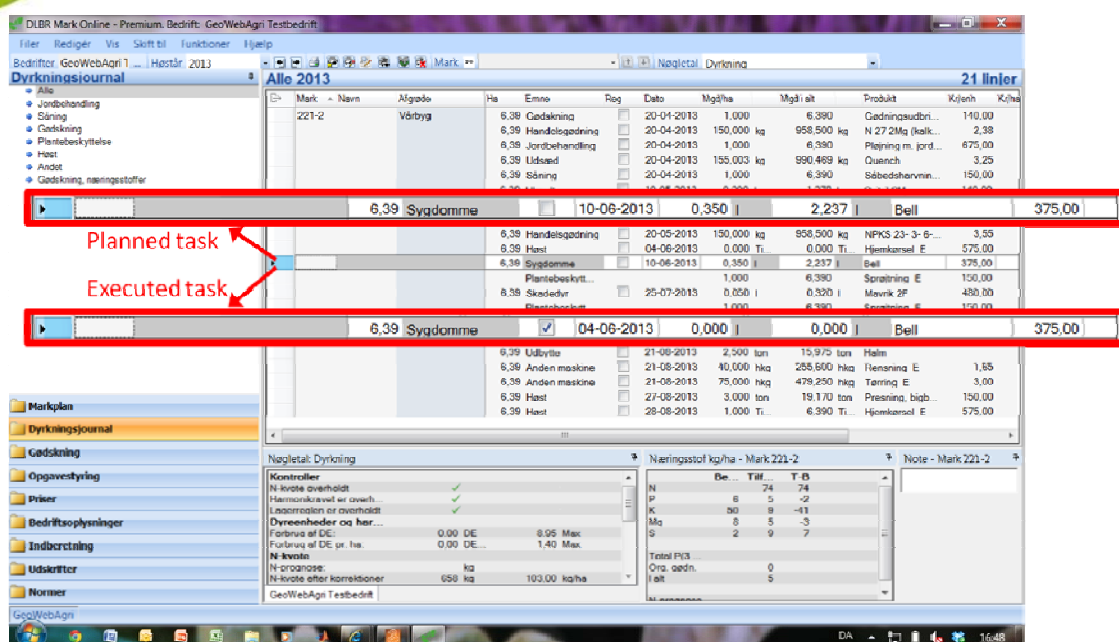 DLBR Mark Online - Premium. Bedrift: GeoWebAgri Testbedrift
Filer Rediger Vis Skift til Funktioner Hjælp
Bedrifter GeoWebAgri T ... Høstår 2013 Mark Nøgletal Dyrkning
Dyrkningsjournal Alle 2013 21 linjer
Alle
Jordbehandling
Såning
Gødskning
Plantebeskyttelse
Høst
Andet
Gødskning, næringsstoffer
Mark Navn Afgrøde Ha Emne Reg Dato Mgd/ha Mgd i alt Produkt Kr/enh Kr/ha
221-2 Vårbyg 6,39 Gødskning 20-04-2013 1,000 6,390 Gødningsudbri... 140,00
6,39 Handelsgødning 20-04-2013 150,000 kg 958,500 kg N 27 2Mg (kalk... 2,38
6,39 Jordbehandling 20-04-2013 1,000 6,390 Pløjning m. jord... 675,00
6,39 Udsæd 20-04-2013 155,003 kg 990,469 kg Quench 3,25
6,39 Såning 20-04-2013 1,000 6,390 Såbedsharvnin... 150,00
6,39 Sygdomme 10-06-2013 0,350 l 2,237 l Bell 375,00
Planned task
6,39 Handelsgødning 20-05-2013 150,000 kg 958,500 kg NPKS 23- 3- 6-... 3,55
6,39 Høst 04-06-2013 0,000 Ti... 0,000 Ti... Hjemkørsel E 575,00
6,39 Sygdomme 10-06-2013 0,350 l 2,237 l Bell 375,00
Plantebeskytt... 1,000 6,390 Sprøjtning E 150,00
Executed task
6,39 Skadedyr 25-07-2013 0,050 l 0,320 l Mavrik 2F 480,00
Plantebeskytt... 1,000 6,390 Sprøjtning E 150,00
6,39 Sygdomme 04-06-2013 0,000 l 0,000 l Bell 375,00
6,39 Udbytte 21-08-2013 2,500 ton 15,975 ton Halm
6,39 Anden maskine 21-08-2013 40,000 hkg 255,600 hkg Rensning E 1,65
6,39 Anden maskine 21-08-2013 75,000 hkg 479,250 hkg Tørring E 3,00
6,39 Høst 27-08-2013 3,000 ton 19,170 ton Presning, bigb... 150,00
6,39 Høst 28-08-2013 1,000 Ti... 6,390 Ti... Hjemkørsel E 575,00
Markplan
Dyrkningsjournal
Gødskning
Opgavestyring
Priser
Bedriftsoplysninger
Indberetning
Udskrifter
Normer
Nøgletal: Dyrkning
Kontroller
N-kvote overholdt
Harmonikravet er overh...
Lagerreglen er overholdt
Dyreenheder og har...
Forbrug af DE: 0,00 DE 8,95 Max
Forbrug af DE pr. ha: 0,00 DE... 1,40 Max.
N-kvote
N-prognose: kg
N-kvote efter korrektioner 658 kg 103,00 kg/ha
GeoWebAgri Testbedrift
Næringsstof kg/ha - Mark 221-2
Be... Tilf... T-B
N 74 74
P 8 5 -2
K 50 9 -41
Mg 8 5 -3
S 2 9 7
Total P(3 ...
Org. gødn. 0
I alt 5
N-prognose
Note - Mark 221-2
GeoWebAgri
DA 16:48